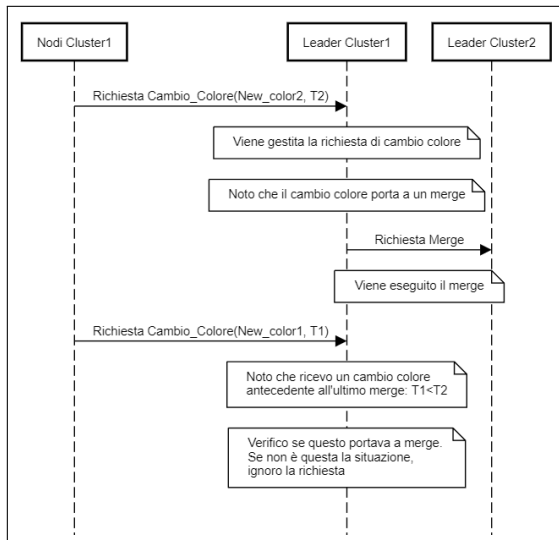 Nodi Cluster1
Leader Cluster1
Leader Cluster2
Richiesta Cambio_Colore(New_color2, T2)
Viene gestita la richiesta di cambio colore
Noto che il cambio colore porta a un merge
Richiesta Merge
Viene eseguito il merge
Richiesta Cambio_Colore(New_color1, T1)
Noto che ricevo un cambio colore
antecedente all'ultimo merge: T1<T2
Verifico se questo portava a merge.
Se non è questa la situazione,
ignoro la richiesta